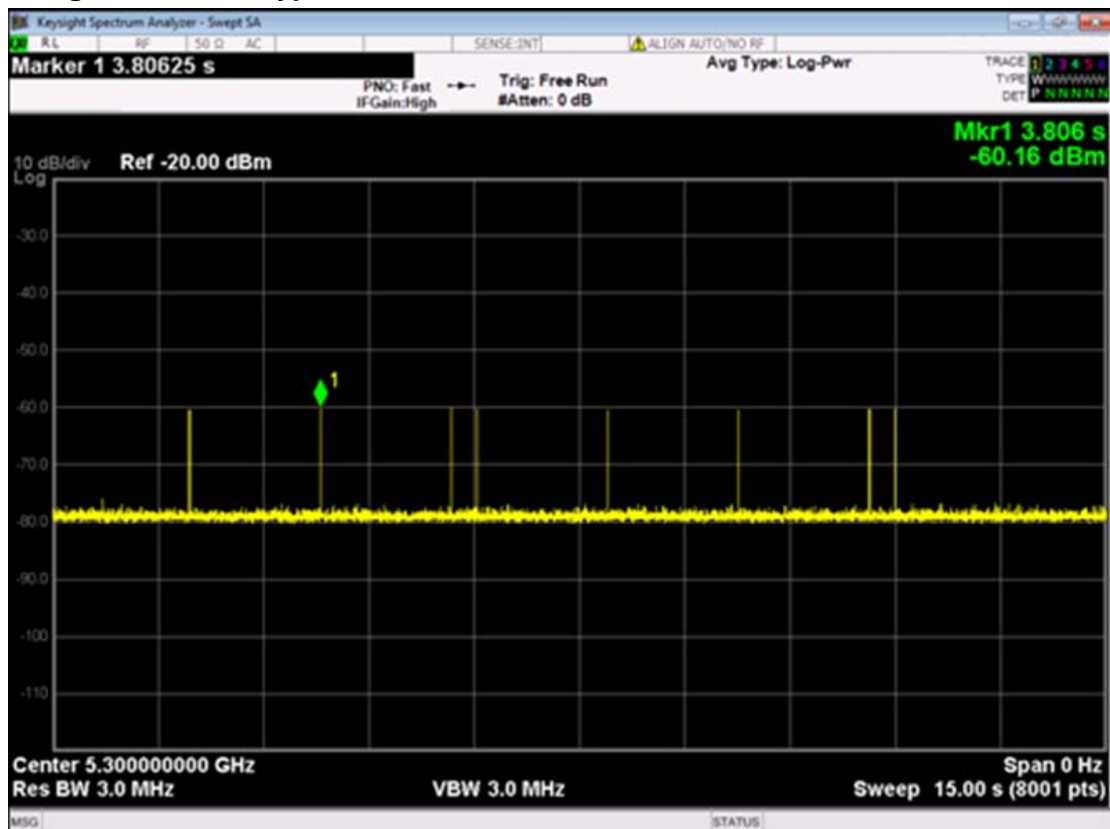 Keysight Spectrum Analyzer - Swept SA
RL RF 50 Ω AC SENSE:INT ALIGN AUTO/NO RF
Marker 1 3.80625 s
PNO: Fast
IFGain:High
Trig: Free Run
#Atten: 0 dB
Avg Type: Log-Pwr
TRACE 1 2 3 4 5 6
TYPE WWWWWW
DET P N N N N N
Mkr1 3.806 s
-60.16 dBm
10 dB/div Ref -20.00 dBm
Log
-30.0
-40.0
-50.0
1
-60.0
-70.0
-80.0
-90.0
-100
-110
Center 5.300000000 GHz Span 0 Hz
Res BW 3.0 MHz VBW 3.0 MHz Sweep 15.00 s (8001 pts)
MSG STATUS